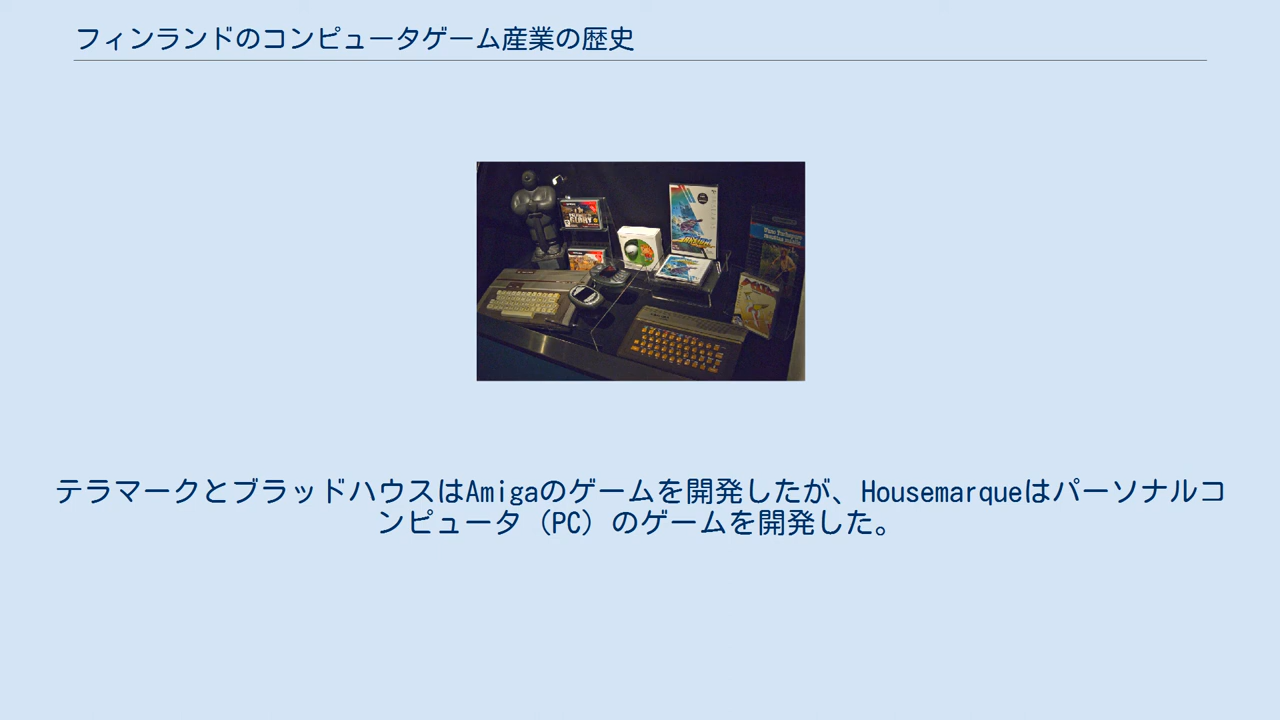 フィンランドのコンピュータゲーム産業の歴史
GLORY
テラマークとブラッドハウスはAmigaのゲームを開発したが、Housemarqueはパーソナルコ
ンピュータ（PC）のゲームを開発した。